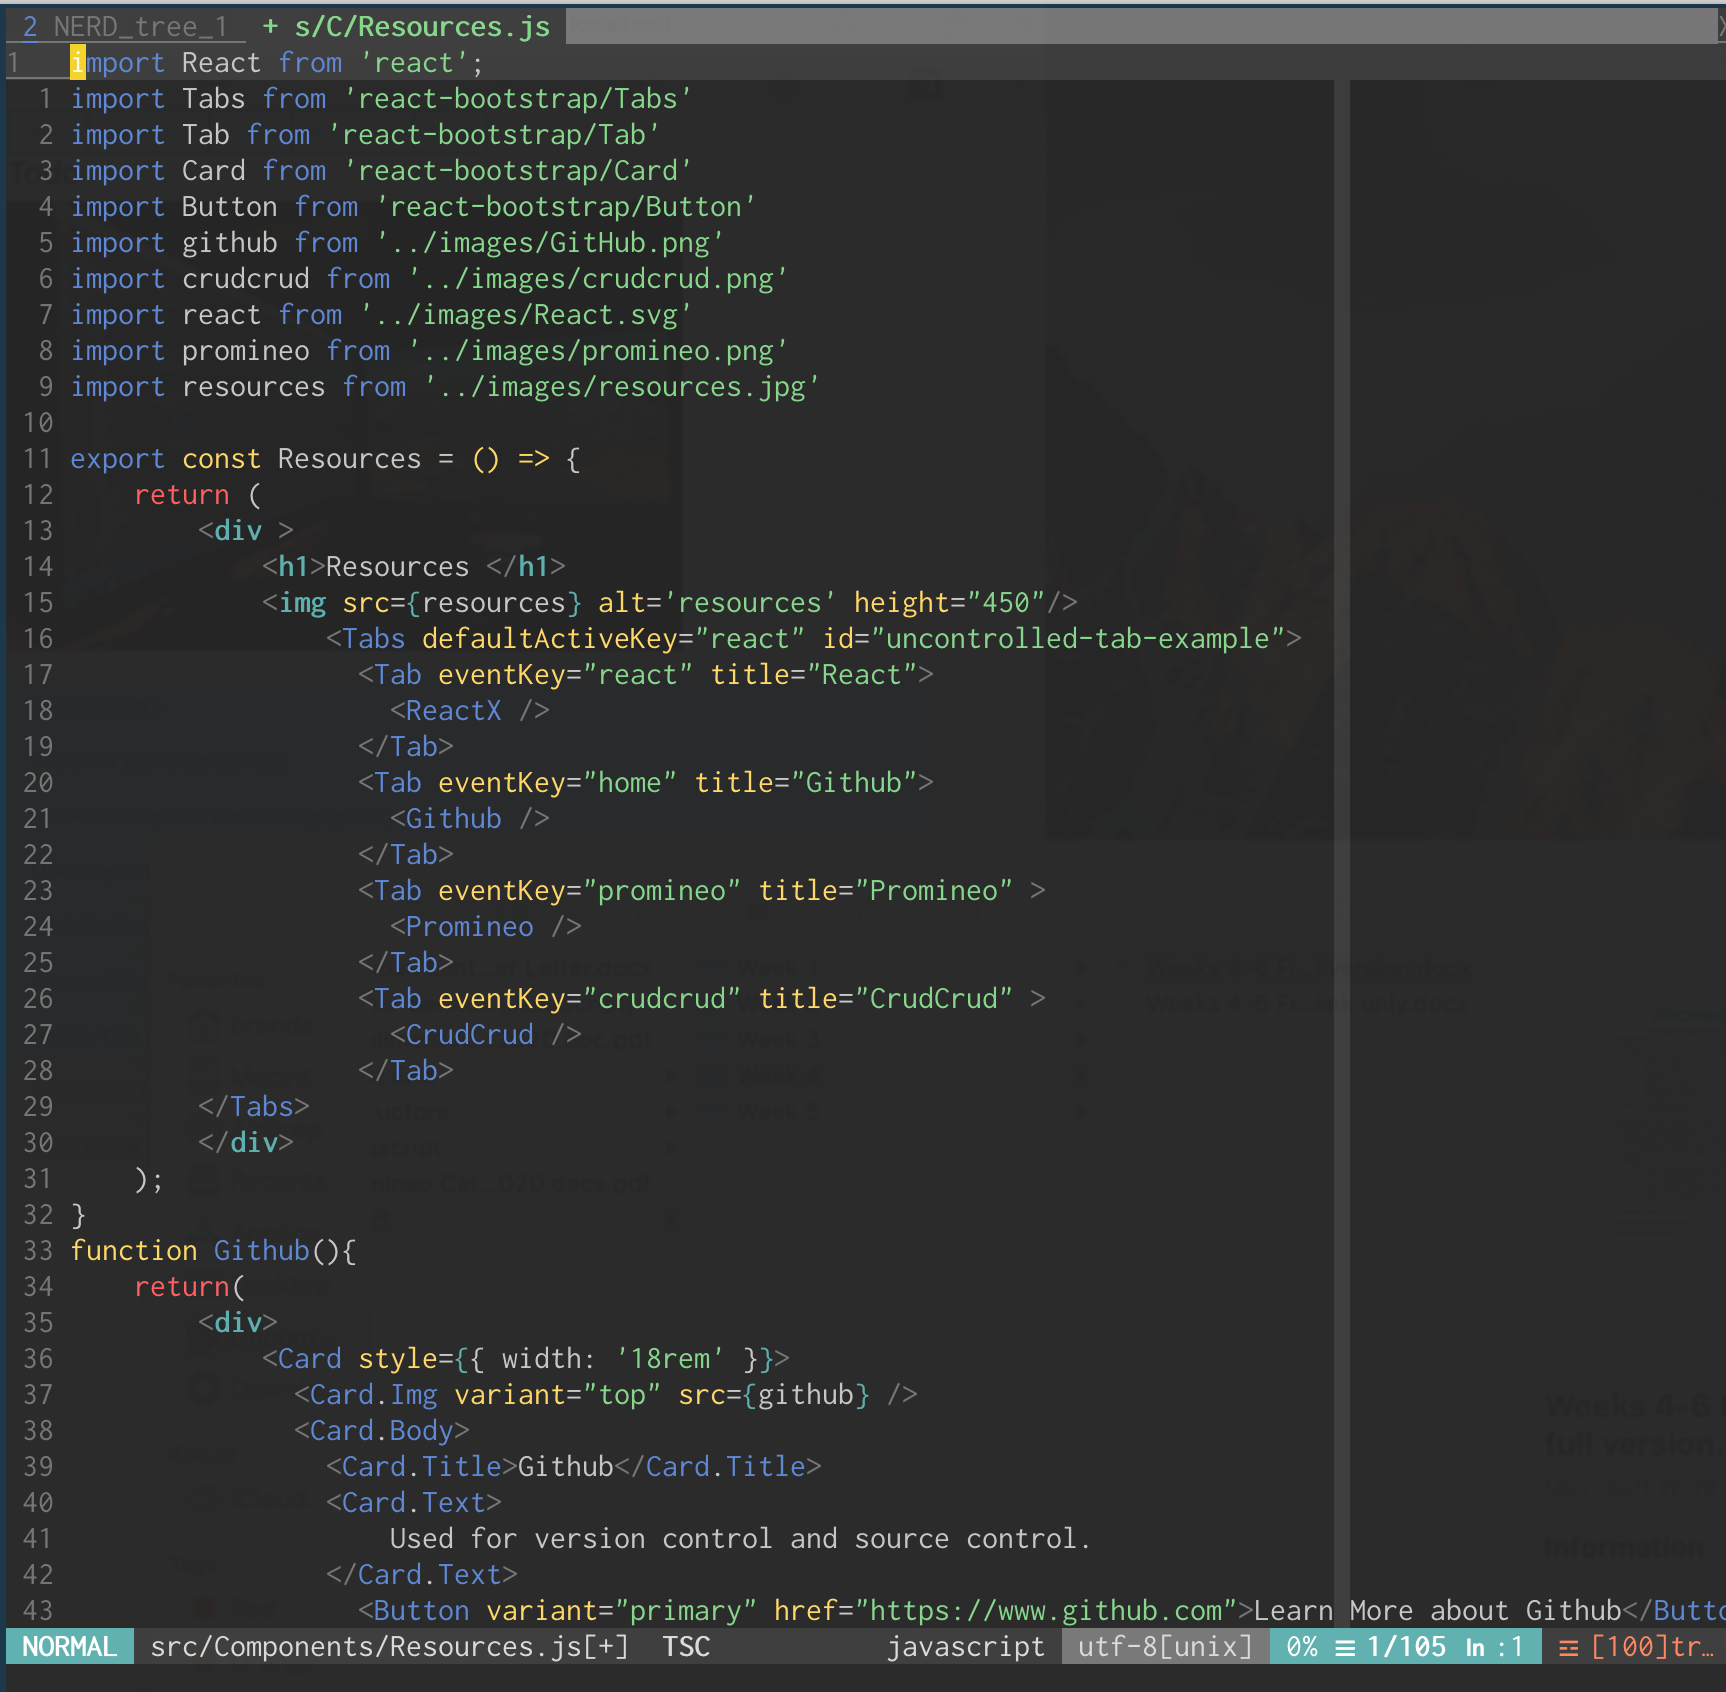 2 NERD_tree_1 + s/C/Resources.js
1 import React from 'react';
1 import Tabs from 'react-bootstrap/Tabs'
2 import Tab from 'react-bootstrap/Tab'
3 import Card from 'react-bootstrap/Card'
4 import Button from 'react-bootstrap/Button'
5 import github from '../images/GitHub.png'
6 import crudcrud from '../images/crudcrud.png'
7 import react from '../images/React.svg'
8 import promineo from '../images/promineo.png'
9 import resources from '../images/resources.jpg'
10
11 export const Resources = () => {
12     return (
13         <div >
14             <h1>Resources </h1>
15             <img src={resources} alt='resources' height="450"/>
16                 <Tabs defaultActiveKey="react" id="uncontrolled-tab-example">
17                   <Tab eventKey="react" title="React">
18                     <ReactX />
19                   </Tab>
20                   <Tab eventKey="home" title="Github">
21                     <Github />
22                   </Tab>
23                   <Tab eventKey="promineo" title="Promineo" >
24                     <Promineo />
25                   </Tab>
26                   <Tab eventKey="crudcrud" title="CrudCrud" >
27                     <CrudCrud />
28                   </Tab>
29         </Tabs>
30         </div>
31     );
32 }
33 function Github(){
34     return(
35         <div>
36             <Card style={{ width: '18rem' }}>
37               <Card.Img variant="top" src={github} />
38               <Card.Body>
39                 <Card.Title>Github</Card.Title>
40                 <Card.Text>
41                     Used for version control and source control.
42                 </Card.Text>
43                   <Button variant="primary" href="https://www.github.com">Learn More about Github</Butto
NORMAL src/Components/Resources.js[+] TSC javascript utf-8[unix] 0% ☰ 1/105 ln :1 ☲ [100]tr…